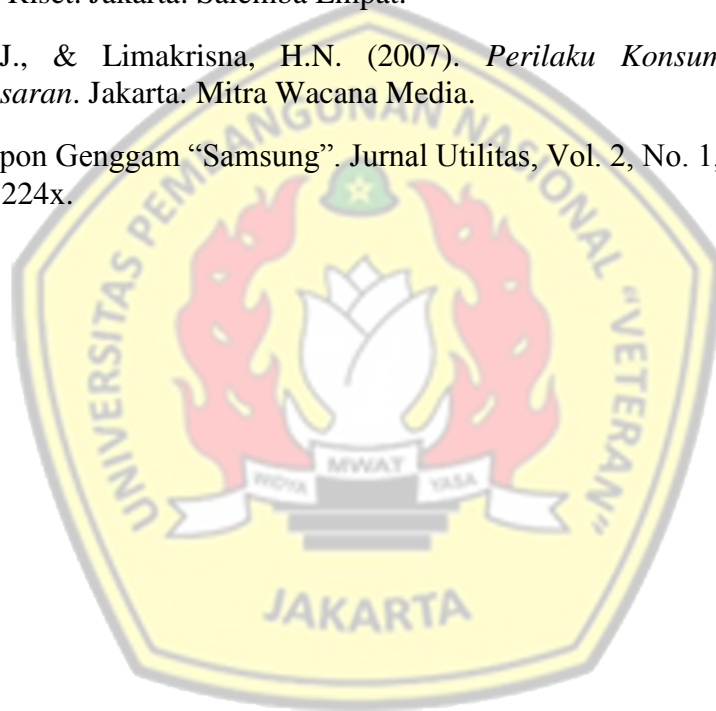 Riset. Jakarta: Salemba Empat.
J., & Limakrisna, H.N. (2007). Perilaku Konsum
saran. Jakarta: Mitra Wacana Media.
pon Genggam “Samsung”. Jurnal Utilitas, Vol. 2, No. 1,
224x.
UNIVERSITAS PEMBANGUNAN NASIONAL "VETERAN"
WIDYA MWAT YASA
JAKARTA